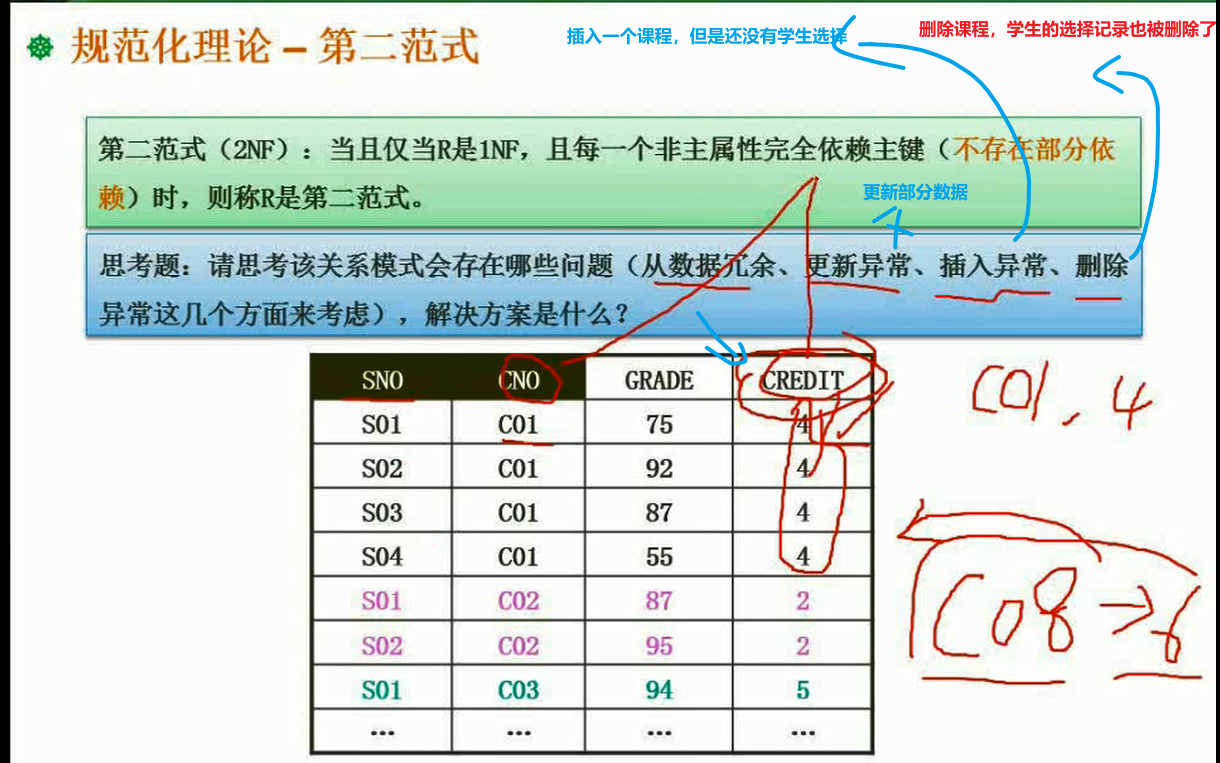 插入一个课程，但是还没有学生选择
删除课程，学生的选择记录也被删除了
规范化理论－第二范式
第二范式（2NF）：当且仅当R是1NF，且每一个非主属性完全依赖主键（不存在部分依
赖）时，则称R是第二范式。
更新部分数据
思考题：请思考该关系模式会存在哪些问题（从数据冗余、更新异常、插入异常、删除
异常这几个方面来考虑），解决方案是什么？
SNO CNO GRADE CREDIT
S01 C01 75 4
S02 C01 92 4
S03 C01 87 4
S04 C01 55 4
S01 C02 87 2
S02 C02 95 2
S01 C03 94 5
… … … …
C01, 4
C08→6